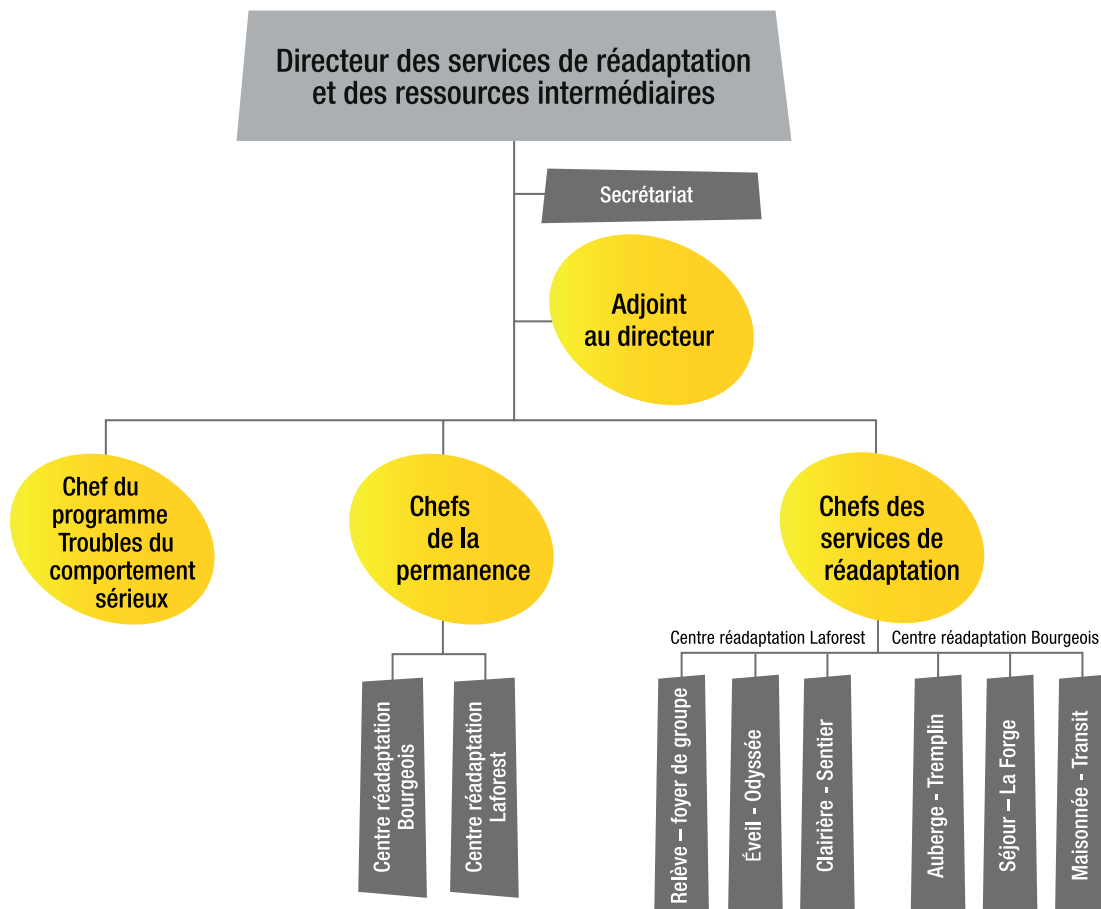 Directeur des services de réadaptation
et des ressources intermédiaires
Secrétariat
Adjoint
au directeur
Chef du
programme
Troubles du
comportement
sérieux
Chefs
de la
permanence
Chefs des
services de
réadaptation
Centre réadaptation Laforest
Centre réadaptation Bourgeois
Centre réadaptation
Bourgeois
Centre réadaptation
Laforest
Relève – foyer de groupe
Éveil - Odyssée
Clairière - Sentier
Auberge - Tremplin
Séjour – La Forge
Maisonnée - Transit